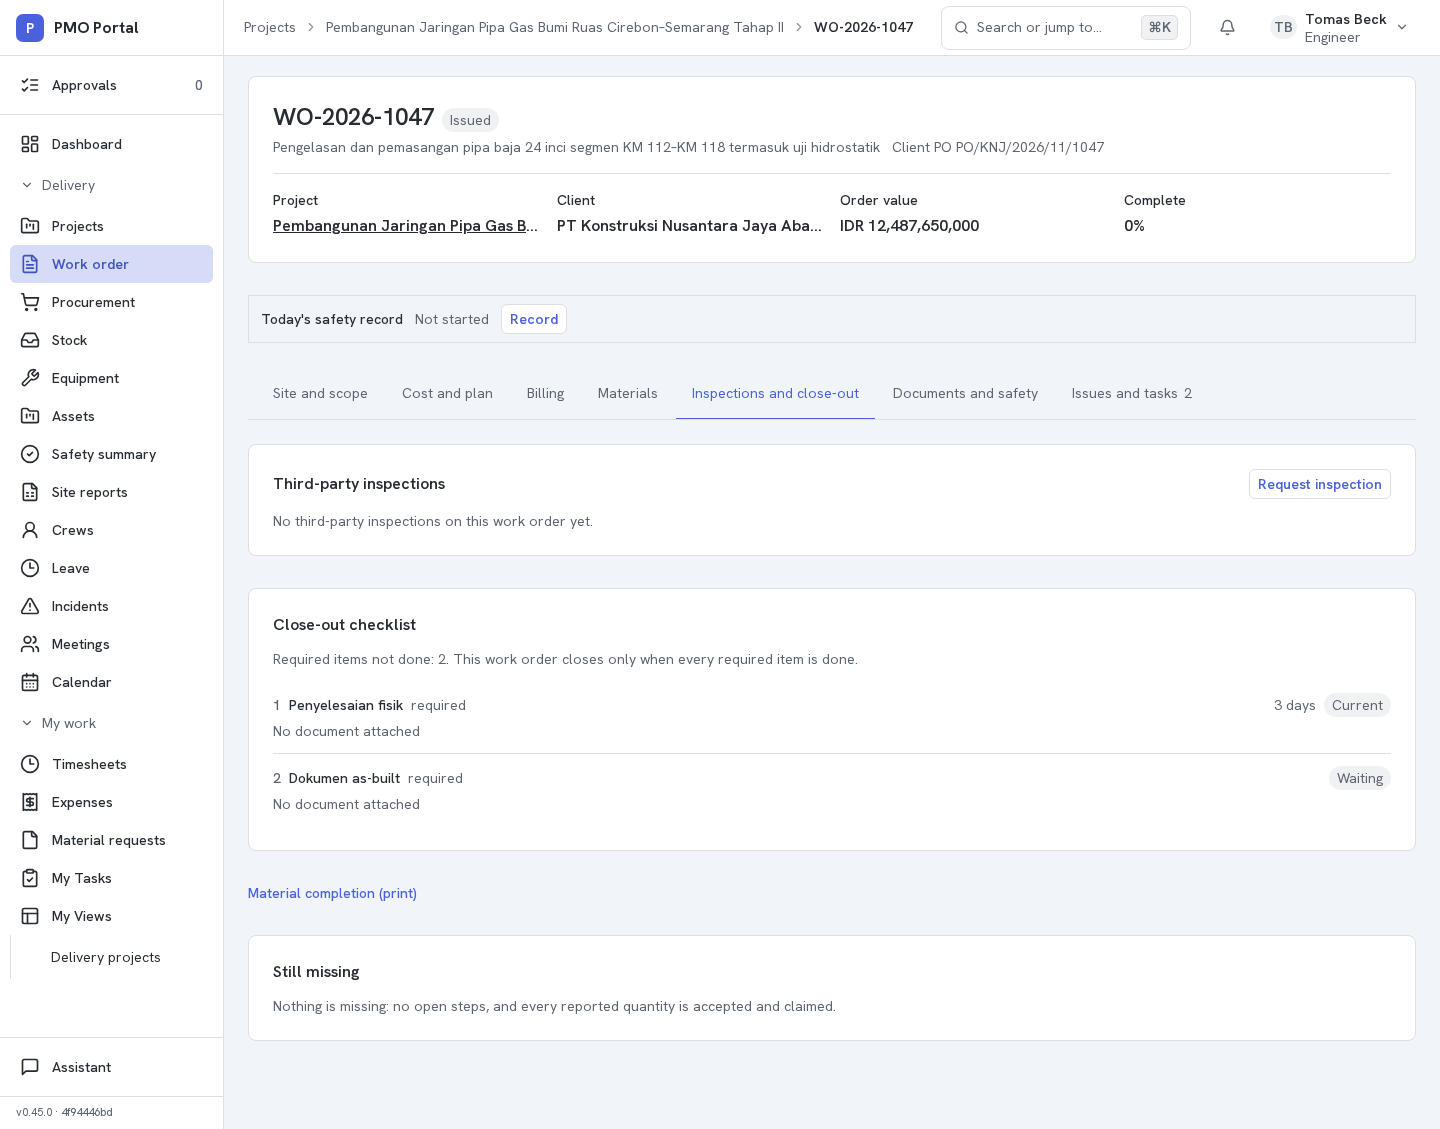 P PMO Portal
Projects > Pembangunan Jaringan Pipa Gas Bumi Ruas Cirebon–Semarang Tahap II > WO-2026-1047
Search or jump to... ⌘K
TB Tomas Beck
Engineer
Approvals 0
Dashboard
Delivery
Projects
Work order
Procurement
Stock
Equipment
Assets
Safety summary
Site reports
Crews
Leave
Incidents
Meetings
Calendar
My work
Timesheets
Expenses
Material requests
My Tasks
My Views
Delivery projects
Assistant
v0.45.0 · 4f94446bd
WO-2026-1047 Issued
Pengelasan dan pemasangan pipa baja 24 inci segmen KM 112–KM 118 termasuk uji hidrostatik Client PO PO/KNJ/2026/11/1047
Project Client Order value Complete
Pembangunan Jaringan Pipa Gas B... PT Konstruksi Nusantara Jaya Aba... IDR 12,487,650,000 0%
Today's safety record Not started Record
Site and scope Cost and plan Billing Materials Inspections and close-out Documents and safety Issues and tasks 2
Third-party inspections Request inspection
No third-party inspections on this work order yet.
Close-out checklist
Required items not done: 2. This work order closes only when every required item is done.
1 Penyelesaian fisik required 3 days Current
No document attached
2 Dokumen as-built required Waiting
No document attached
Material completion (print)
Still missing
Nothing is missing: no open steps, and every reported quantity is accepted and claimed.